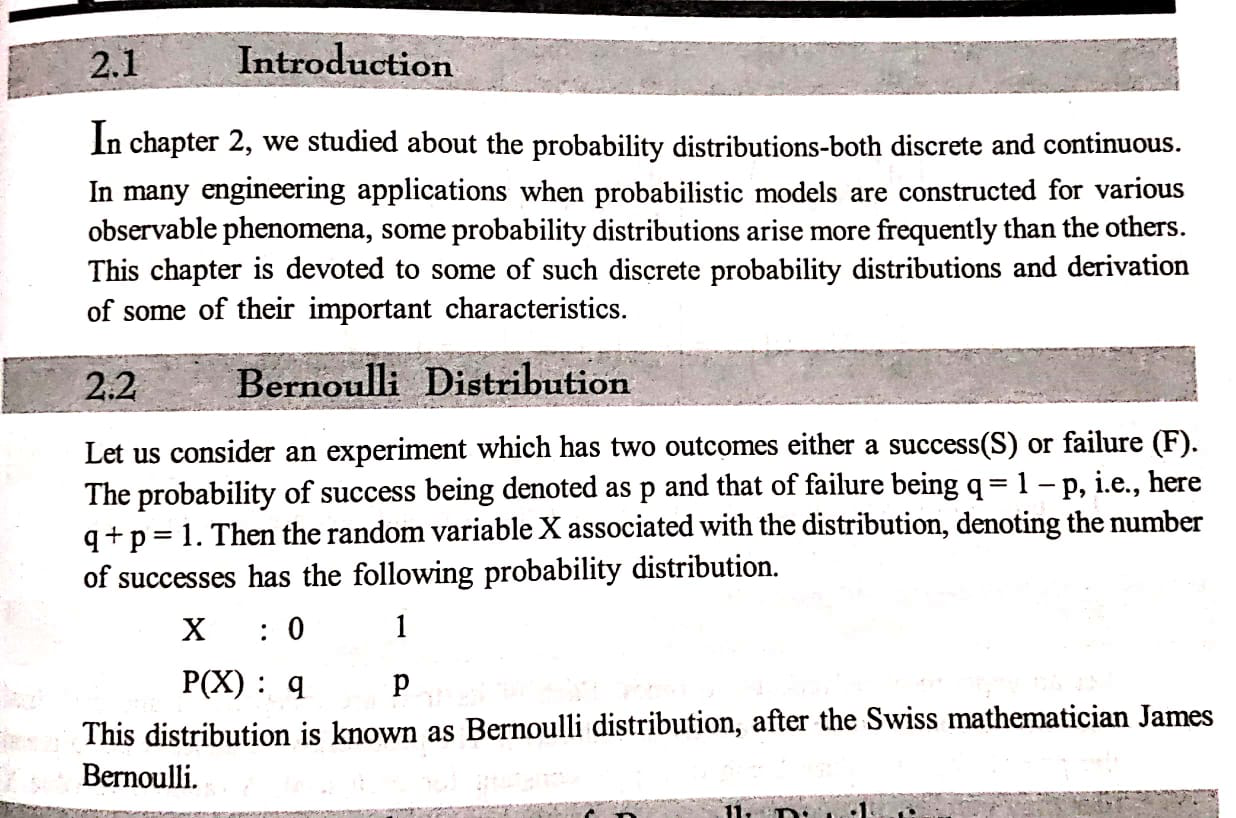 2.1 Introduction
In chapter 2, we studied about the probability distributions-both discrete and continuous.
In many engineering applications when probabilistic models are constructed for various
observable phenomena, some probability distributions arise more frequently than the others.
This chapter is devoted to some of such discrete probability distributions and derivation
of some of their important characteristics.
2.2 Bernoulli Distribution
Let us consider an experiment which has two outcomes either a success(S) or failure (F).
The probability of success being denoted as p and that of failure being q = 1 – p, i.e., here
q + p = 1. Then the random variable X associated with the distribution, denoting the number
of successes has the following probability distribution.
X : 0 1
P(X) : q p
This distribution is known as Bernoulli distribution, after the Swiss mathematician James
Bernoulli.